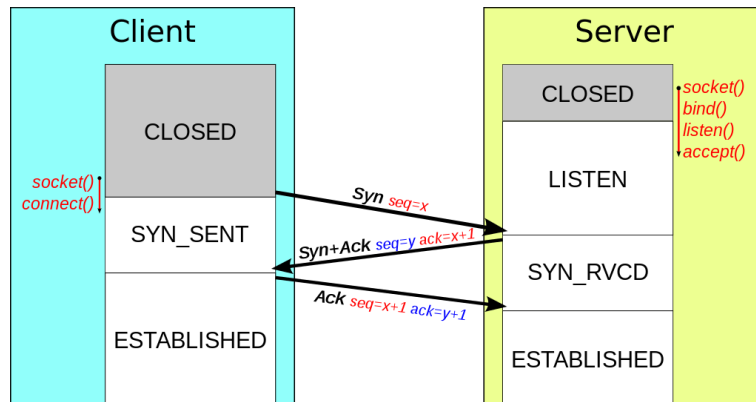 Client
CLOSED
socket()
connect()
SYN_SENT
ESTABLISHED
Syn seq=x
Syn+Ack seq=y ack=x+1
Ack seq=x+1 ack=y+1
Server
CLOSED
socket()
bind()
listen()
accept()
LISTEN
SYN_RVCD
ESTABLISHED